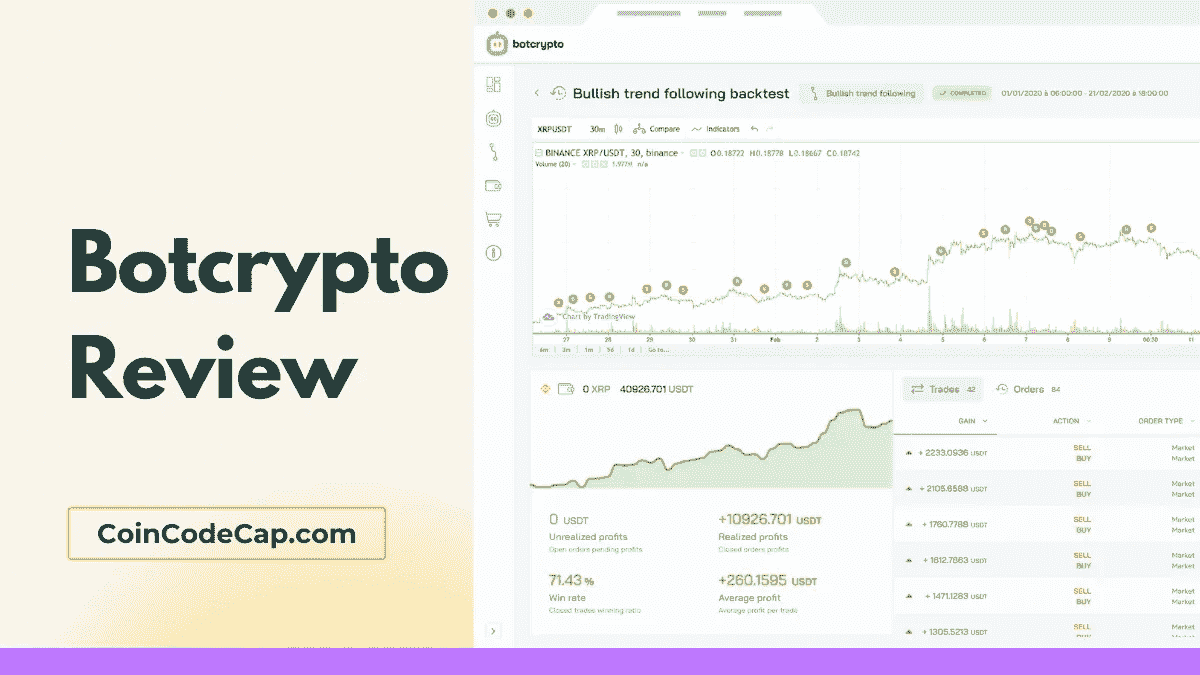 Botcrypto
Review
CoinCodeCap.com
botcrypto
Bullish trend following backtest
Bullish trend following
COMPLETED
01/01/2020 à 06:00:00 - 21/02/2020 à 18:00:00
XRPUSDT 30m Compare Indicators
BINANCE XRP/USDT, 30, binance O0.18722 H0.18778 L0.18667 C0.18742
Volume (20) 1.977M n/a
Chart by TradingView
27 28 29 30 31 Feb 2 3 4 5 6 7 8 9 00:30 11
6m 3m 1m 5d 1d Go to...
0 XRP 40926.701 USDT
0 USDT
Unrealized profits
Open orders pending profits
+10926.701 USDT
Realized profits
Closed orders profits
71.43 %
Win rate
Closed trades winning ratio
+260.1595 USDT
Average profit
Average profit per trade
Trades 42 Orders 84
GAIN ACTION ORDER TYPE
+ 2233.0936 USDT SELL Market
BUY Market
+ 2105.6588 USDT SELL Market
BUY Market
+ 1760.7788 USDT SELL Market
BUY Market
+ 1612.7863 USDT SELL Market
BUY Market
+ 1471.1283 USDT SELL Market
BUY Market
+ 1305.5213 USDT SELL Market